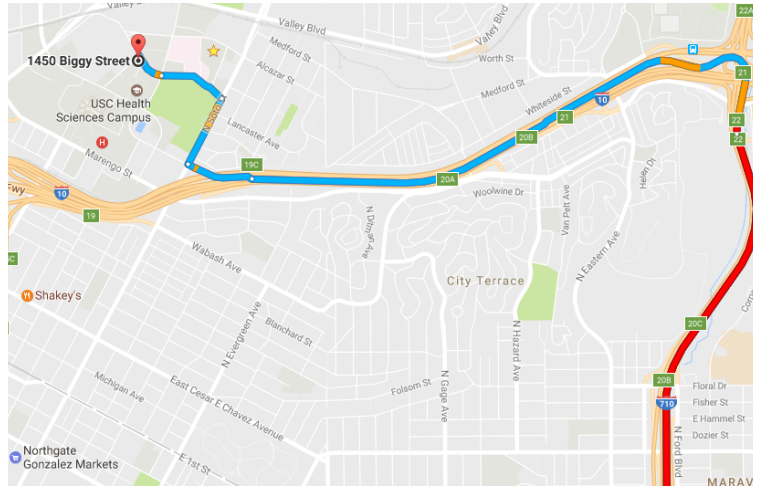 22A
Valley Blvd
Valley Blvd
Medford St
Worth St
1450 Biggy Street
Alcazar St
21
USC Health
Sciences Campus
Medford St
Whiteside St
10
N Soto St
21
22
22
H
Lancaster Ave
20B
Marengo St
19C
Helen Dr
Fwy
10
20A
Woolwine Dr
19
Van Pelt Ave
N Ditman Ave
Wabash Ave
N Eastern Ave
City Terrace
Shakey's
20C
N Evergreen Ave
Blanchard St
N Hazard Ave
Michigan Ave
East Cesar E Chavez Avenue
Folsom St
N Gage Ave
20B
Floral Dr
710
Fisher St
E Hammel St
Dozier St
N Ford Blvd
Northgate
Gonzalez Markets
E 1st St
MARAV